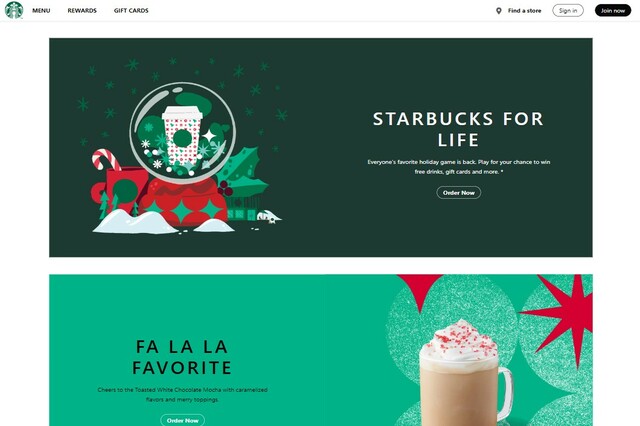 MENU REWARDS GIFT CARDS Find a store Sign in Join now
STARBUCKS FOR
LIFE
Everyone's favorite holiday game is back. Play for your chance to win
free drinks, gift cards and more. *
Order Now
FA LA LA
FAVORITE
Cheers to the Toasted White Chocolate Mocha with caramelized
flavors and merry toppings.
Order Now